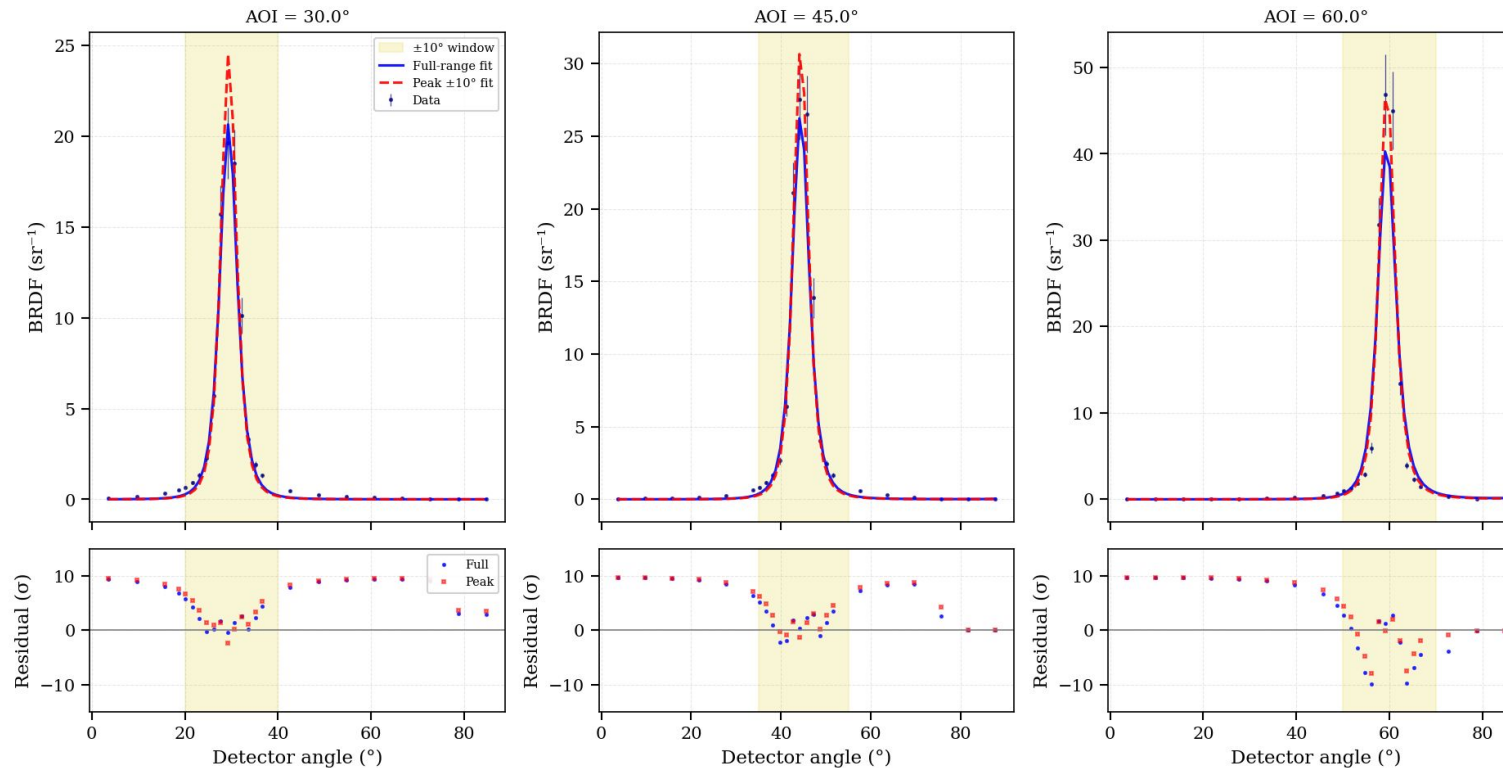 AOI = 30.0°
AOI = 45.0°
AOI = 60.0°
BRDF (sr⁻¹)
25
20
15
10
5
0
±10° window
Full-range fit
Peak ±10° fit
Data
BRDF (sr⁻¹)
30
25
20
15
10
5
0
BRDF (sr⁻¹)
50
40
30
20
10
0
Residual (σ)
10
0
−10
Full
Peak
0
20
40
60
80
Detector angle (°)
Residual (σ)
10
0
−10
0
20
40
60
80
Detector angle (°)
Residual (σ)
10
0
−10
0
20
40
60
80
Detector angle (°)